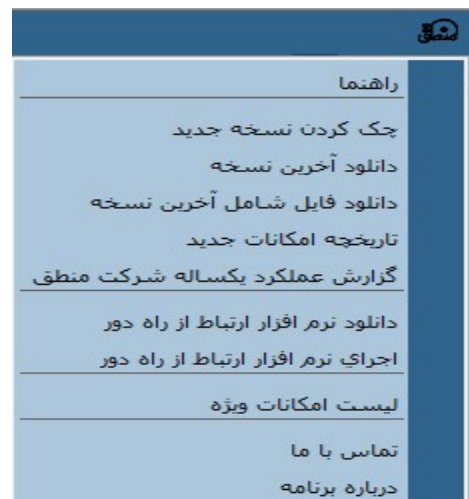 منطق
راهنما
چک کردن نسخه جدید
دانلود آخرین نسخه
دانلود فایل شامل آخرین نسخه
تاریخچه امکانات جدید
گزارش عملکرد یکساله شرکت منطق
دانلود نرم افزار ارتباط از راه دور
اجراي نرم افزار ارتباط از راه دور
لیست امکانات ویژه
تماس با ما
درباره برنامه